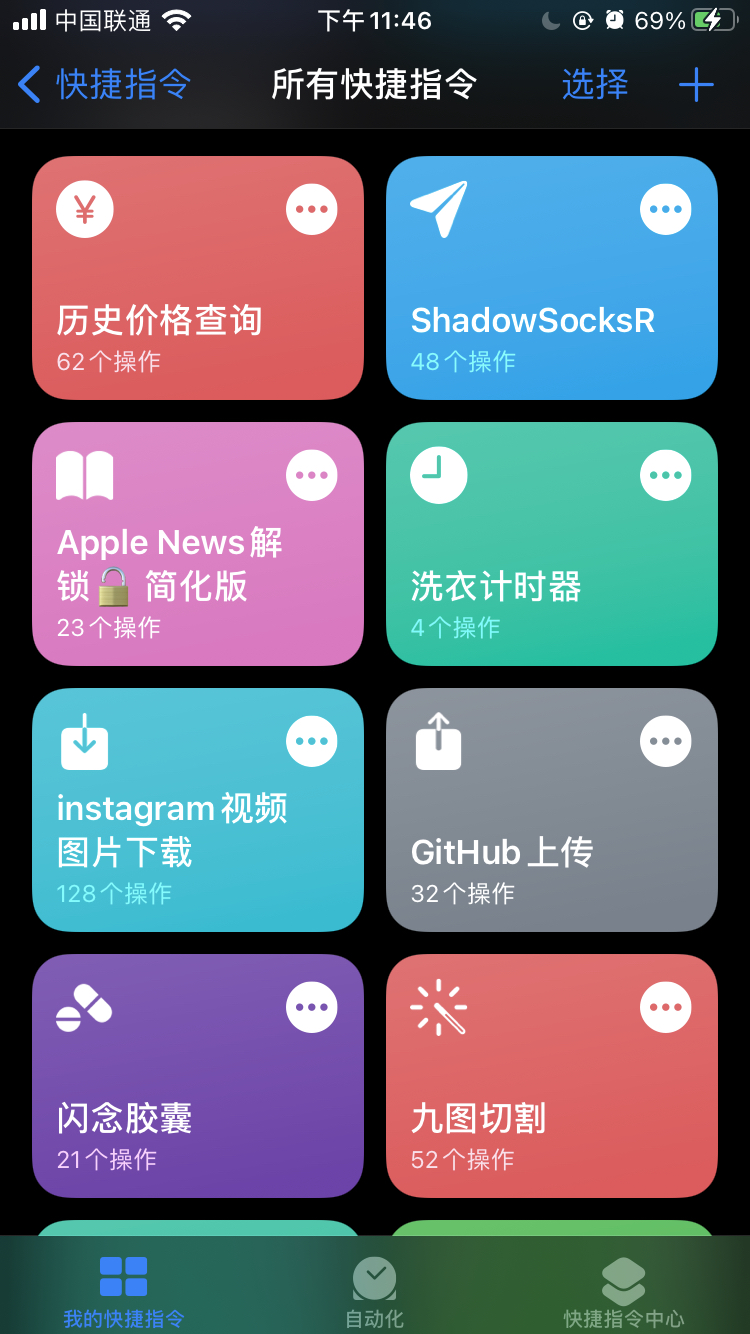 中国联通 下午11:46 69%
快捷指令 所有快捷指令 选择
历史价格查询
62个操作
ShadowSocksR
48个操作
Apple News解
锁🔓 简化版
23个操作
洗衣计时器
4个操作
instagram视频
图片下载
128个操作
GitHub上传
32个操作
闪念胶囊
21个操作
九图切割
52个操作
我的快捷指令 自动化 快捷指令中心